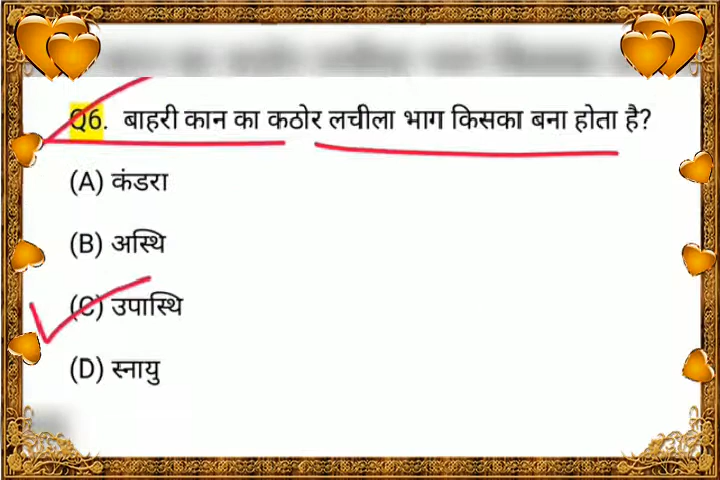 Q6. बाहरी कान का कठोर लचीला भाग किसका बना होता है?
(A) कंडरा
(B) अस्थि
(C) उपास्थि
(D) स्नायु